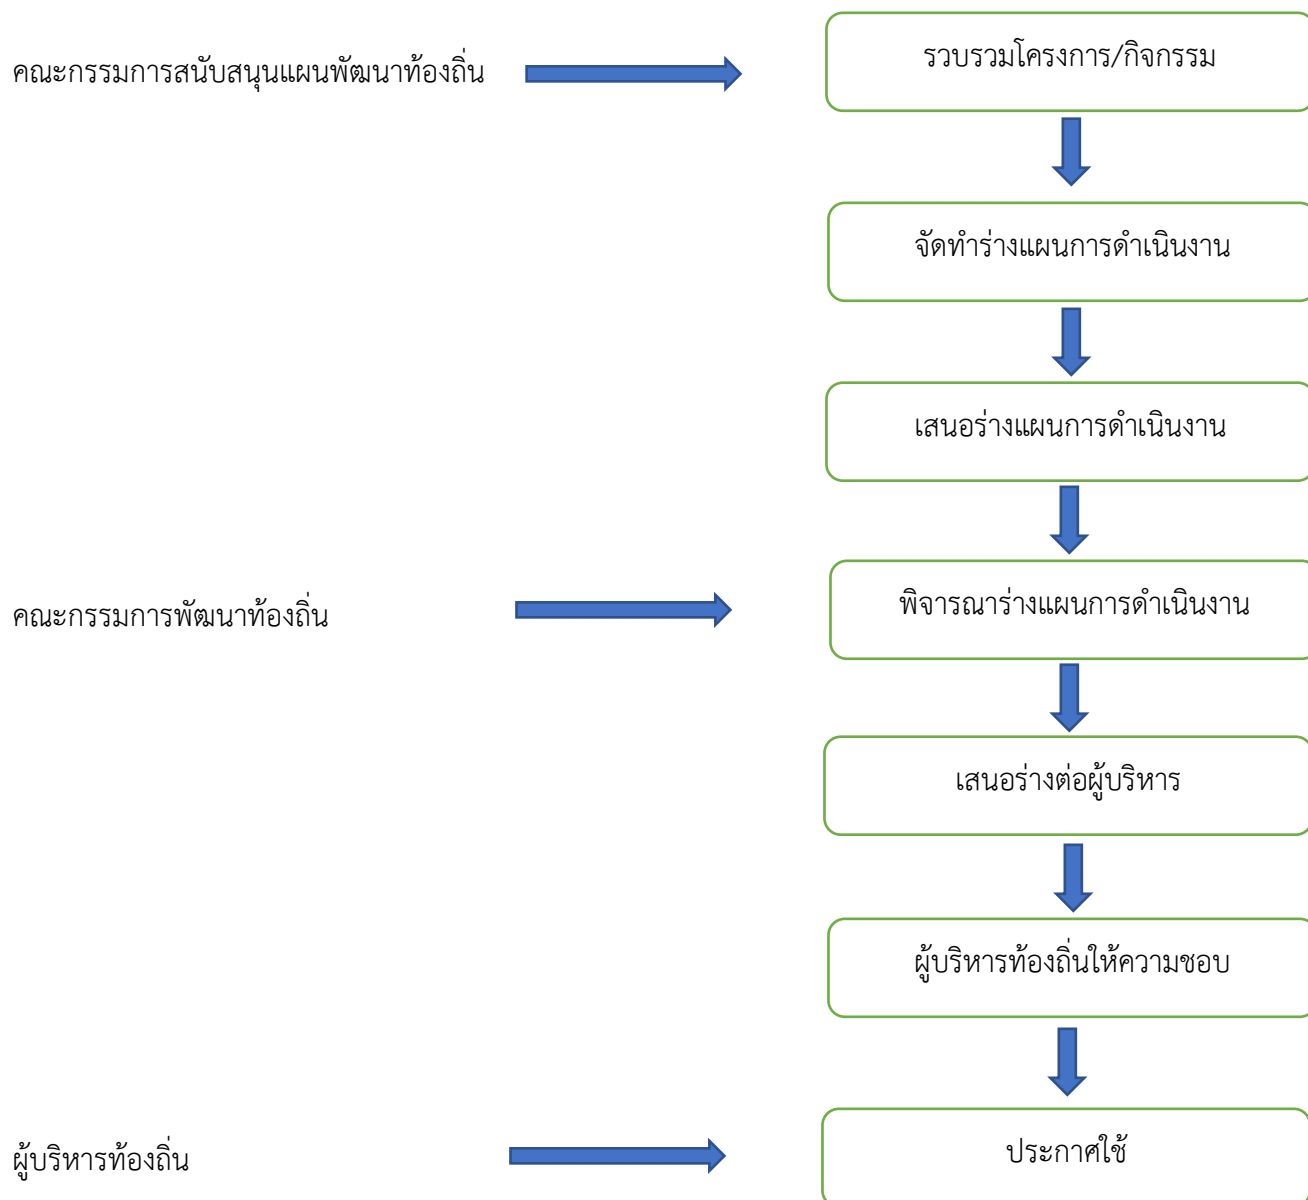 คณะกรรมการสนับสนุนแผนพัฒนาท้องถิ่น
รวบรวมโครงการ/กิจกรรม
จัดทำร่างแผนการดำเนินงาน
เสนอร่างแผนการดำเนินงาน
คณะกรรมการพัฒนาท้องถิ่น
พิจารณาร่างแผนการดำเนินงาน
เสนอร่างต่อผู้บริหาร
ผู้บริหารท้องถิ่นให้ความชอบ
ผู้บริหารท้องถิ่น
ประกาศใช้